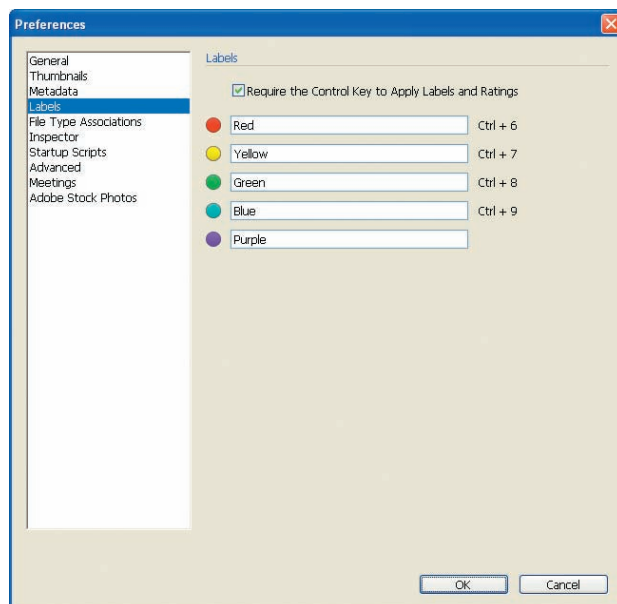 Preferences
General
Thumbnails
Metadata
Labels
File Type Associations
Inspector
Startup Scripts
Advanced
Meetings
Adobe Stock Photos
Labels
Require the Control Key to Apply Labels and Ratings
Red Ctrl + 6
Yellow Ctrl + 7
Green Ctrl + 8
Blue Ctrl + 9
Purple
OK Cancel